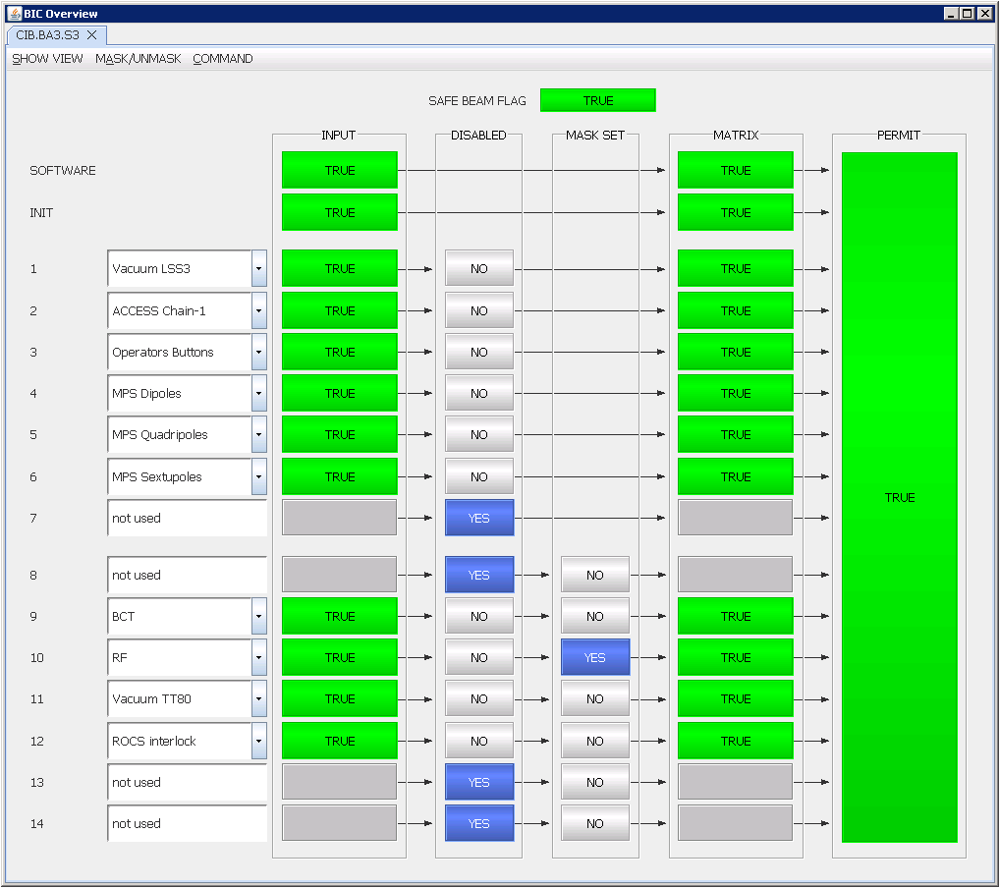 BIC Overview
CIB.BA3.S3
SHOW VIEW MASK/UNMASK COMMAND
SAFE BEAM FLAG TRUE
INPUT DISABLED MASK SET MATRIX PERMIT
SOFTWARE TRUE TRUE
INIT TRUE TRUE
1 Vacuum LSS3 TRUE NO TRUE
2 ACCESS Chain-1 TRUE NO TRUE
3 Operators Buttons TRUE NO TRUE
4 MPS Dipoles TRUE NO TRUE
5 MPS Quadripoles TRUE NO TRUE
6 MPS Sextupoles TRUE NO TRUE
TRUE
7 not used YES
8 not used YES NO
9 BCT TRUE NO NO TRUE
10 RF TRUE NO YES TRUE
11 Vacuum TT80 TRUE NO NO TRUE
12 ROCS interlock TRUE NO NO TRUE
13 not used YES NO
14 not used YES NO